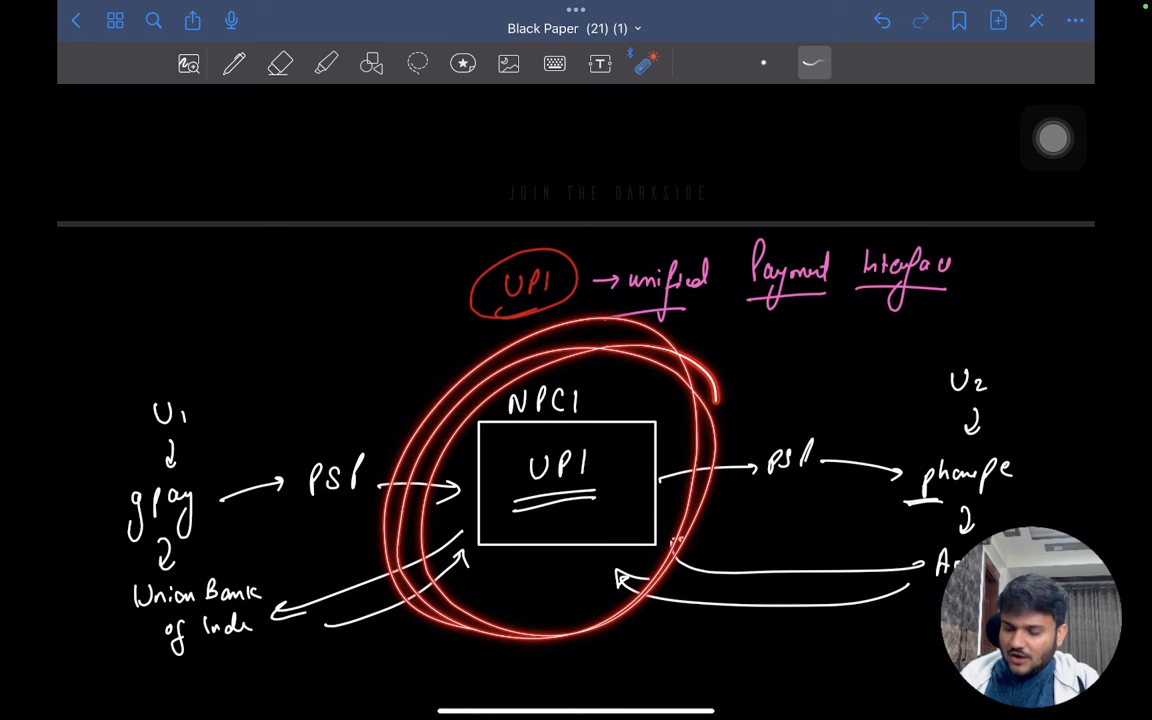 Black Paper (21) (1)
JOIN THE DARKSIDE
UPI → unified Payment Interface
NPCI
UPI
U1
gpay
Union Bank
of Inde
PSP
PSP
U2
phonpe